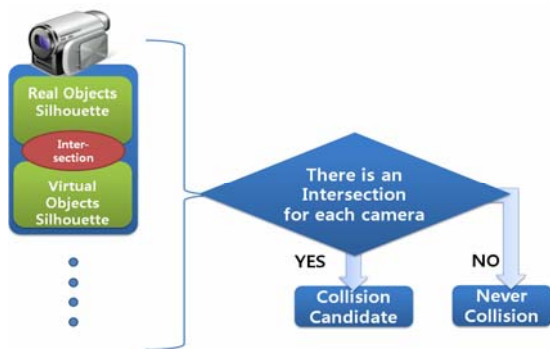 Real Objects
Silhouette
Inter-
section
Virtual
Objects
Silhouette
There is an
Intersection
for each camera
YES
NO
Collision
Candidate
Never
Collision